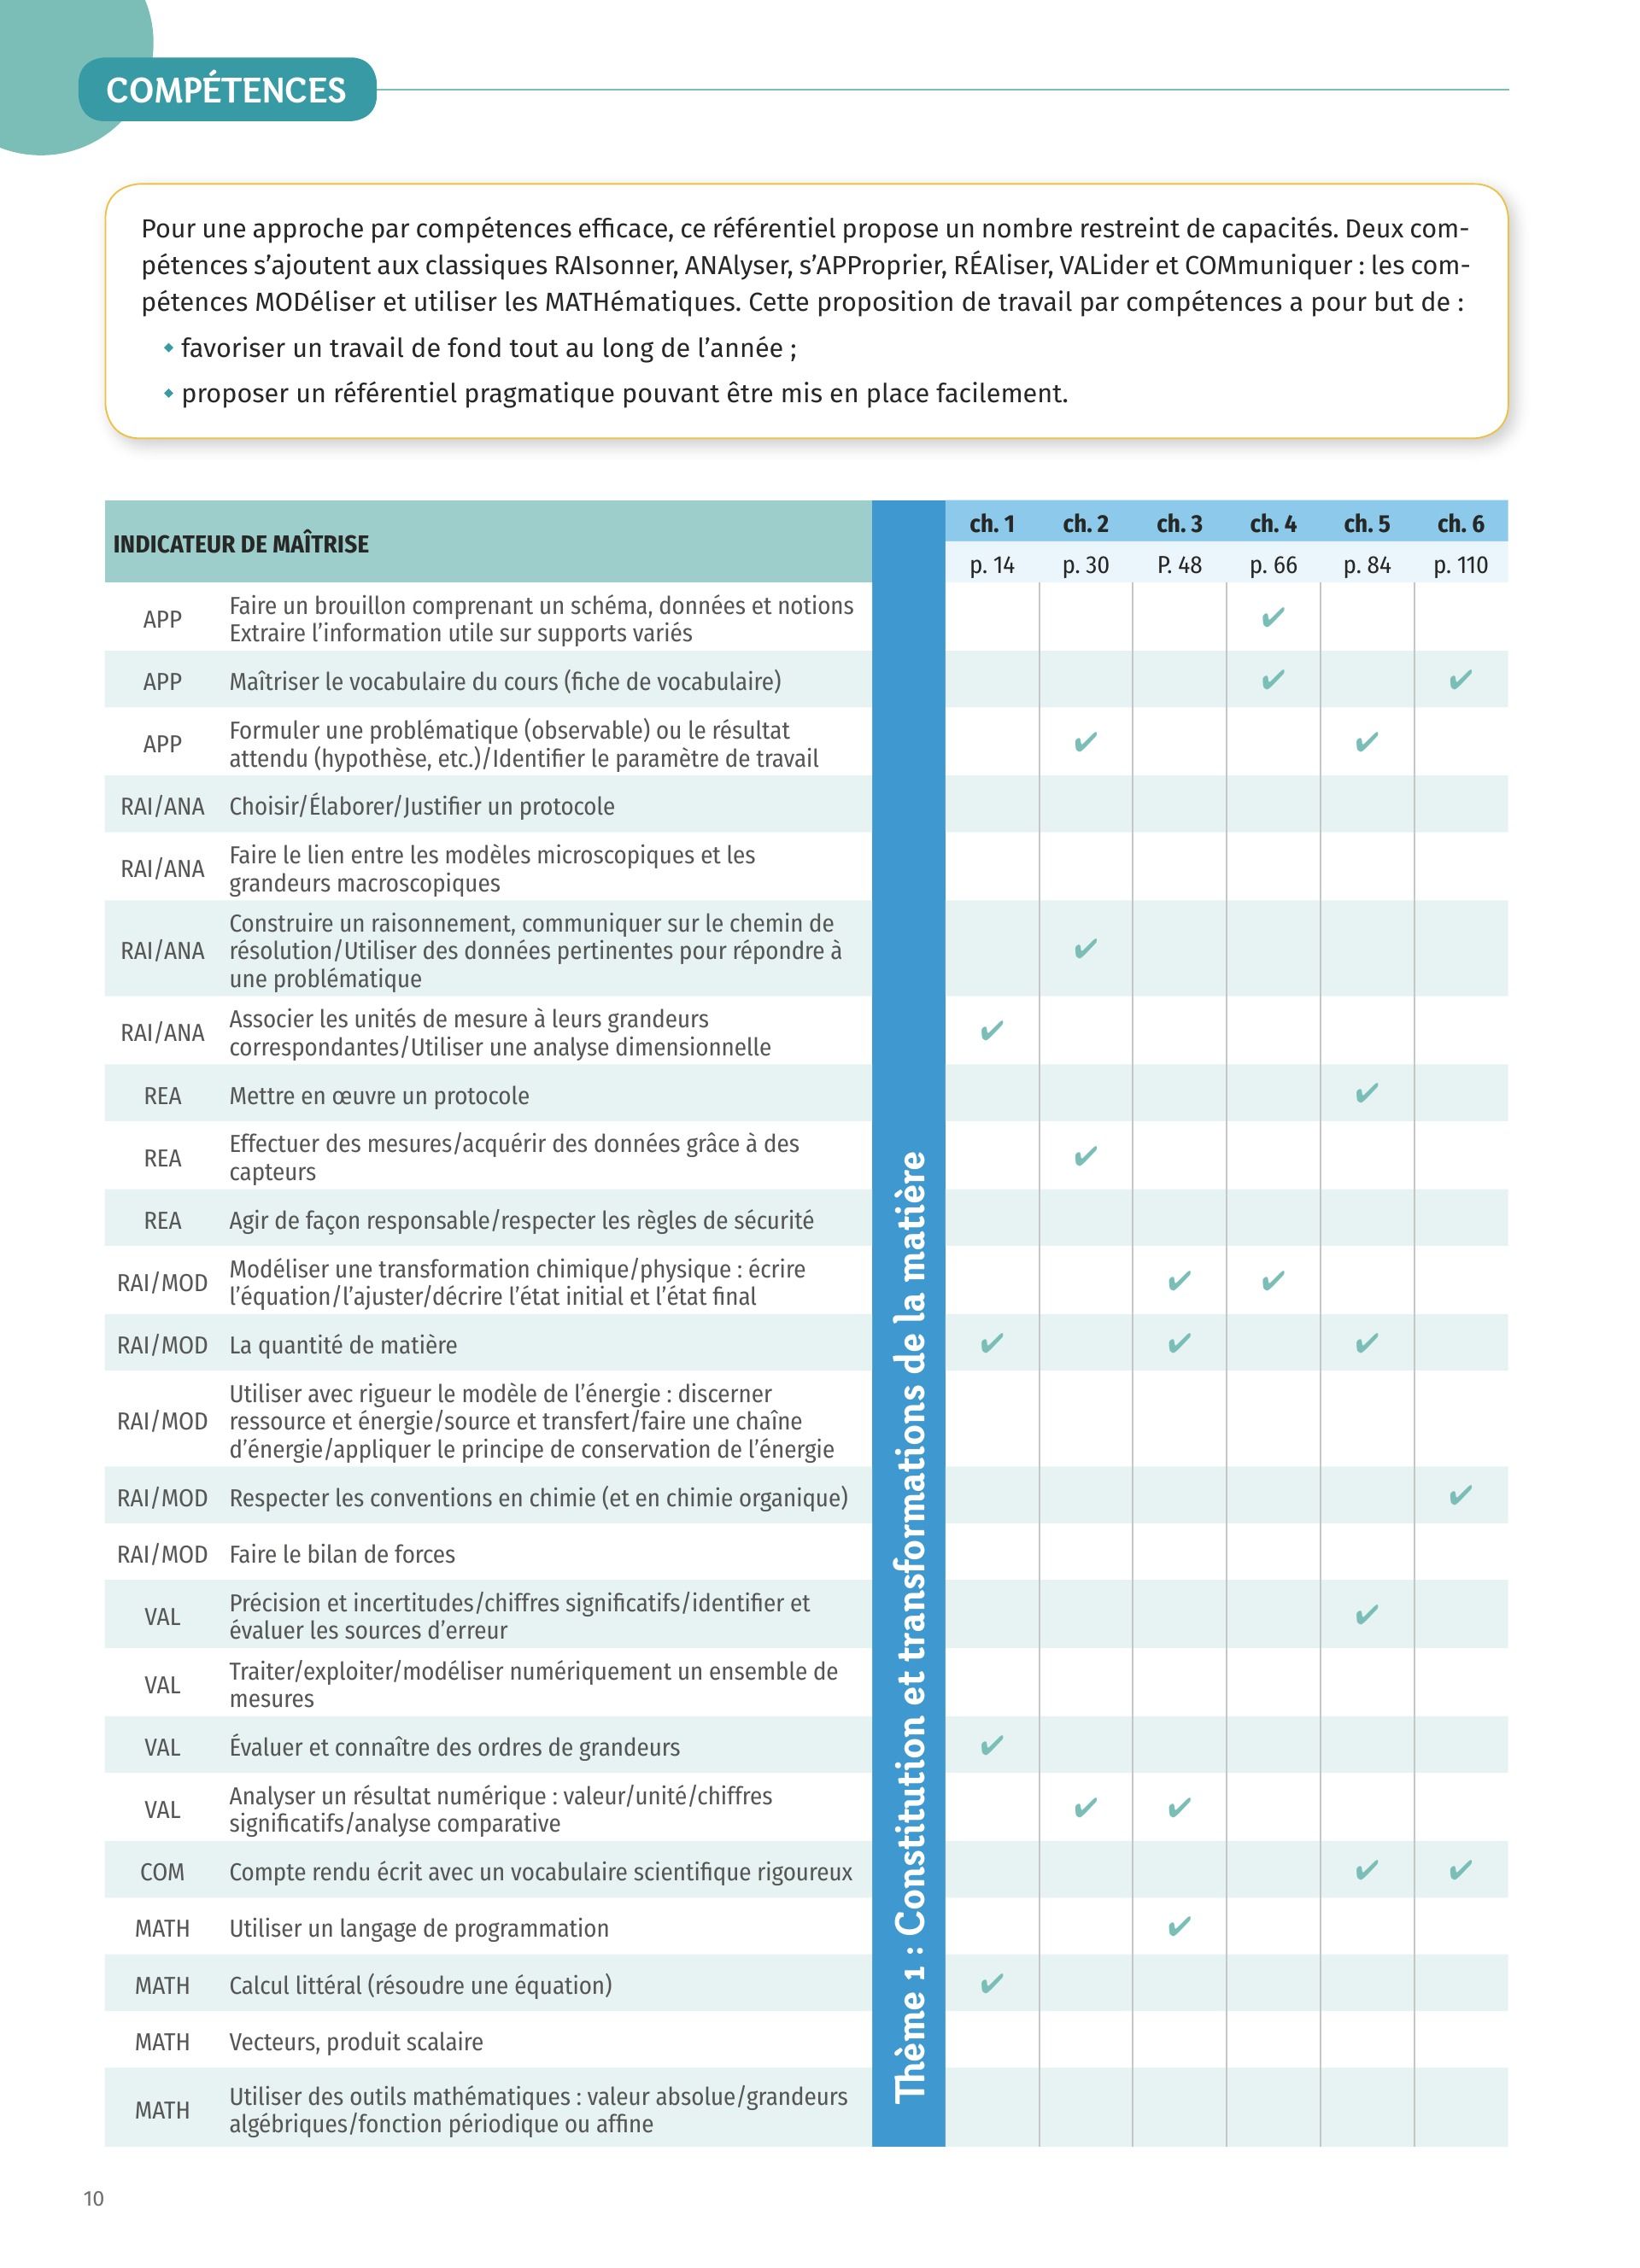 COMPÉTENCES
Pour une approche par compétences efficace, ce référentiel propose un nombre restreint de capacités. Deux com-
pétences s’ajoutent aux classiques RAIsonner, ANAlyser, s’APProprier, RÉAliser, VALider et COMmuniquer : les com-
pétences MODéliser et utiliser les MATHématiques. Cette proposition de travail par compétences a pour but de :
◆ favoriser un travail de fond tout au long de l’année ;
◆ proposer un référentiel pragmatique pouvant être mis en place facilement.
INDICATEUR DE MAÎTRISE
ch. 1 ch. 2 ch. 3 ch. 4 ch. 5 ch. 6
p. 14 p. 30 P. 48 p. 66 p. 84 p. 110
Thème 1 : Constitution et transformations de la matière
APP Faire un brouillon comprenant un schéma, données et notions
Extraire l’information utile sur supports variés ✔
APP Maîtriser le vocabulaire du cours (fiche de vocabulaire) ✔ ✔
APP Formuler une problématique (observable) ou le résultat
attendu (hypothèse, etc.)/Identifier le paramètre de travail ✔ ✔
RAI/ANA Choisir/Élaborer/Justifier un protocole
RAI/ANA Faire le lien entre les modèles microscopiques et les
grandeurs macroscopiques
RAI/ANA Construire un raisonnement, communiquer sur le chemin de
résolution/Utiliser des données pertinentes pour répondre à ✔
une problématique
RAI/ANA Associer les unités de mesure à leurs grandeurs
correspondantes/Utiliser une analyse dimensionnelle ✔
REA Mettre en œuvre un protocole ✔
REA Effectuer des mesures/acquérir des données grâce à des
capteurs ✔
REA Agir de façon responsable/respecter les règles de sécurité
RAI/MOD Modéliser une transformation chimique/physique : écrire
l’équation/l’ajuster/décrire l’état initial et l’état final ✔ ✔
RAI/MOD La quantité de matière ✔ ✔ ✔
RAI/MOD Utiliser avec rigueur le modèle de l’énergie : discerner
ressource et énergie/source et transfert/faire une chaîne
d’énergie/appliquer le principe de conservation de l’énergie
RAI/MOD Respecter les conventions en chimie (et en chimie organique) ✔
RAI/MOD Faire le bilan de forces
VAL Précision et incertitudes/chiffres significatifs/identifier et
évaluer les sources d’erreur ✔
VAL Traiter/exploiter/modéliser numériquement un ensemble de
mesures
VAL Évaluer et connaître des ordres de grandeurs ✔
VAL Analyser un résultat numérique : valeur/unité/chiffres
significatifs/analyse comparative ✔ ✔
COM Compte rendu écrit avec un vocabulaire scientifique rigoureux ✔ ✔
MATH Utiliser un langage de programmation ✔
MATH Calcul littéral (résoudre une équation) ✔
MATH Vecteurs, produit scalaire
MATH Utiliser des outils mathématiques : valeur absolue/grandeurs
algébriques/fonction périodique ou affine
10